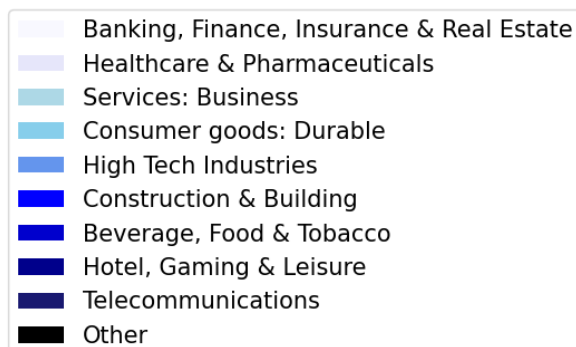 Banking, Finance, Insurance & Real Estate
Healthcare & Pharmaceuticals
Services: Business
Consumer goods: Durable
High Tech Industries
Construction & Building
Beverage, Food & Tobacco
Hotel, Gaming & Leisure
Telecommunications
Other